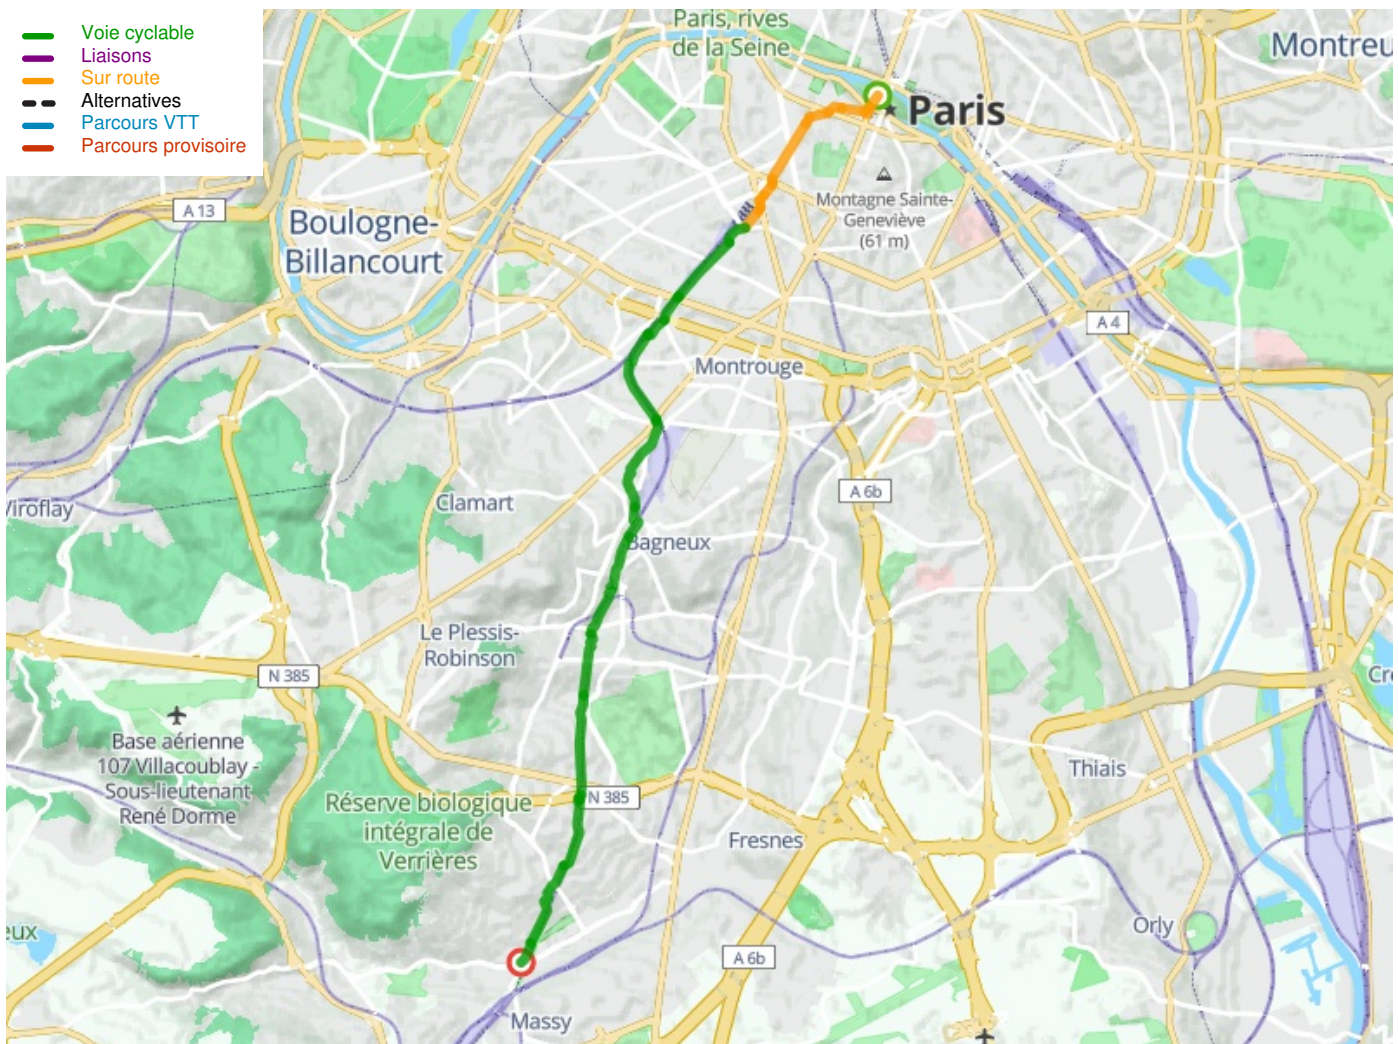 Voie cyclable
Liaisons
Sur route
Alternatives
Parcours VTT
Parcours provisoire
Paris, rives
de la Seine
Montreu
Paris
A 13
Boulogne-
Billancourt
Montagne Sainte-
Geneviève
(61 m)
A 4
Montrouge
A 6b
Viroflay
Clamart
Bagneux
Le Plessis-
Robinson
N 385
Cré
Base aérienne
107 Villacoublay -
Sous-lieutenant
René Dorme
Thiais
N 385
Réserve biologique
intégrale de
Verrières
Fresnes
eux
Orly
A 6b
Massy